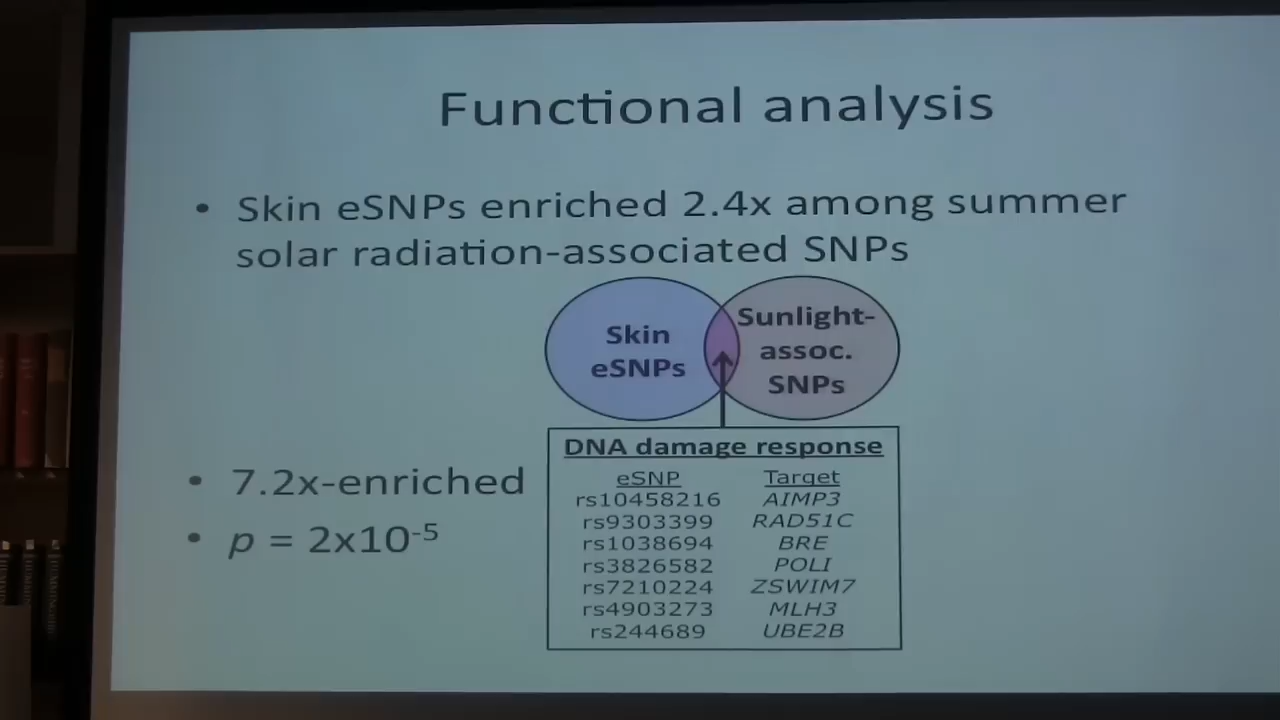 Functional analysis
• Skin eSNPs enriched 2.4x among summer
solar radiation-associated SNPs
Skin
eSNPs
Sunlight-
assoc.
SNPs
• 7.2x-enriched
• p = 2x10⁻⁵
DNA damage response
eSNP Target
rs10458216 AIMP3
rs9303399 RAD51C
rs1038694 BRE
rs3826582 POLI
rs7210224 ZSWIM7
rs4903273 MLH3
rs244689 UBE2B